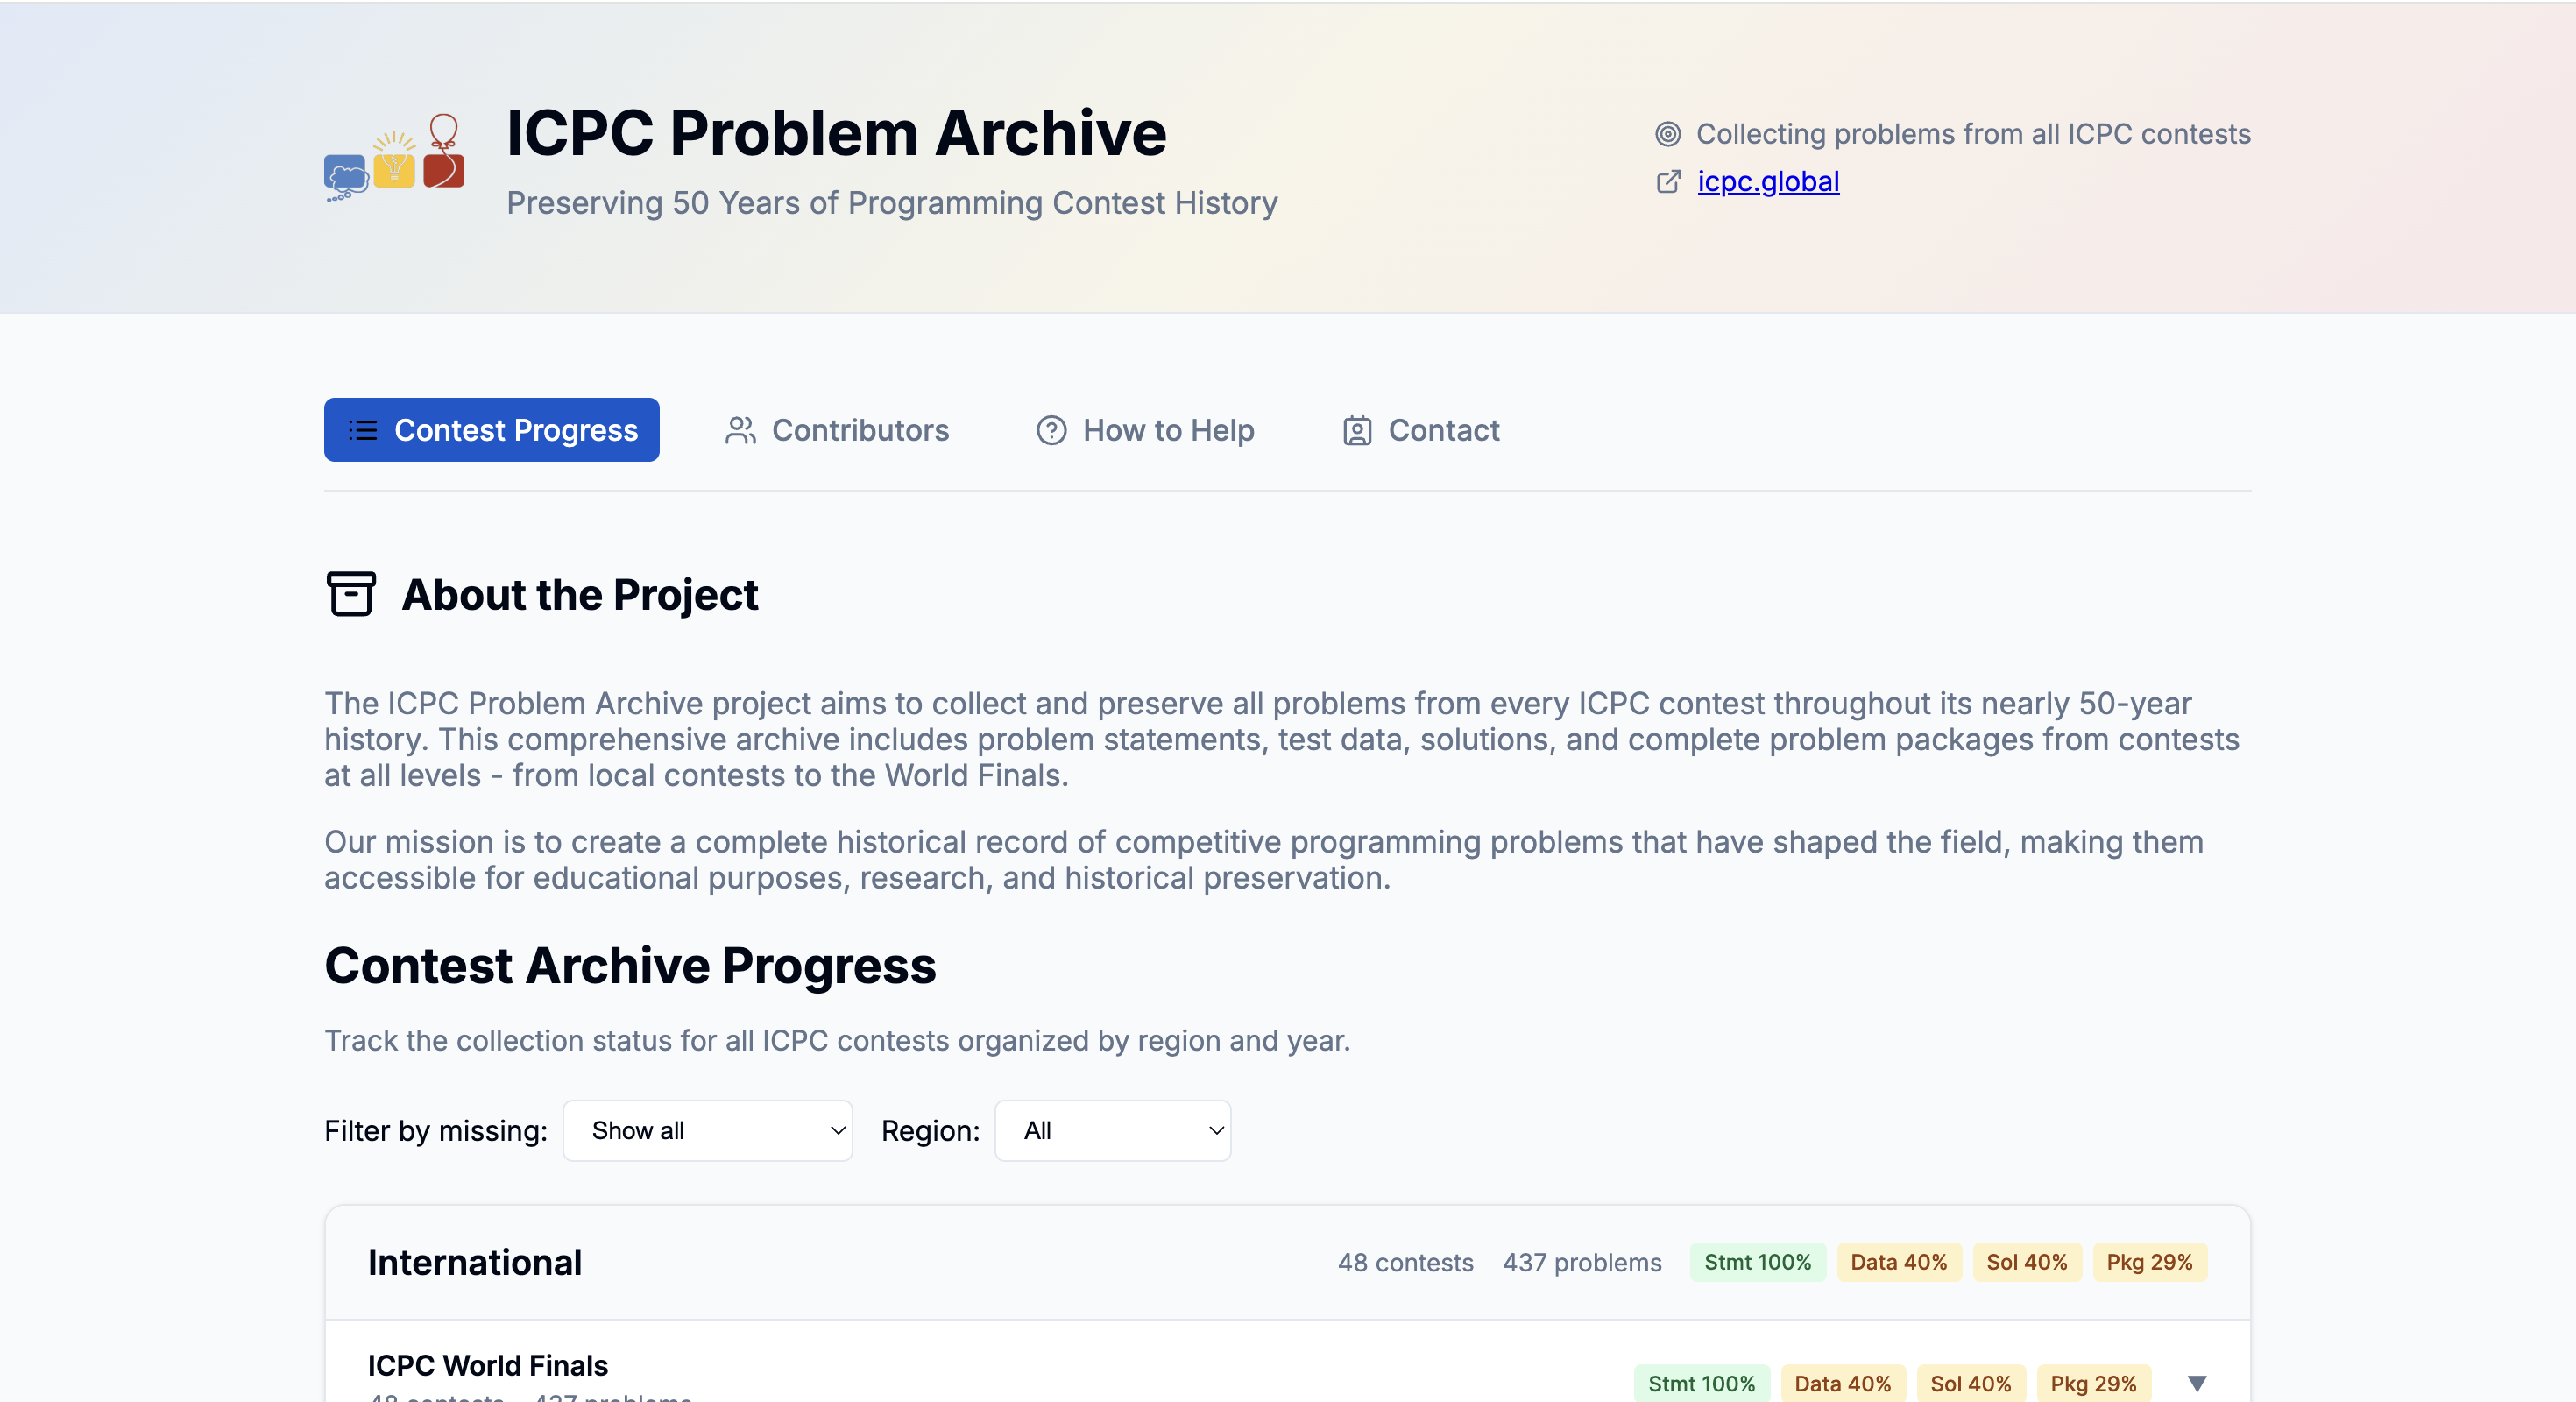 ICPC Problem Archive
Preserving 50 Years of Programming Contest History
Collecting problems from all ICPC contests
icpc.global
Contest Progress
Contributors
How to Help
Contact
About the Project
The ICPC Problem Archive project aims to collect and preserve all problems from every ICPC contest throughout its nearly 50-year
history. This comprehensive archive includes problem statements, test data, solutions, and complete problem packages from contests
at all levels - from local contests to the World Finals.
Our mission is to create a complete historical record of competitive programming problems that have shaped the field, making them
accessible for educational purposes, research, and historical preservation.
Contest Archive Progress
Track the collection status for all ICPC contests organized by region and year.
Filter by missing: Show all Region: All
International 48 contests 437 problems Stmt 100% Data 40% Sol 40% Pkg 29%
ICPC World Finals Stmt 100% Data 40% Sol 40% Pkg 29%
48 contests 437 problems